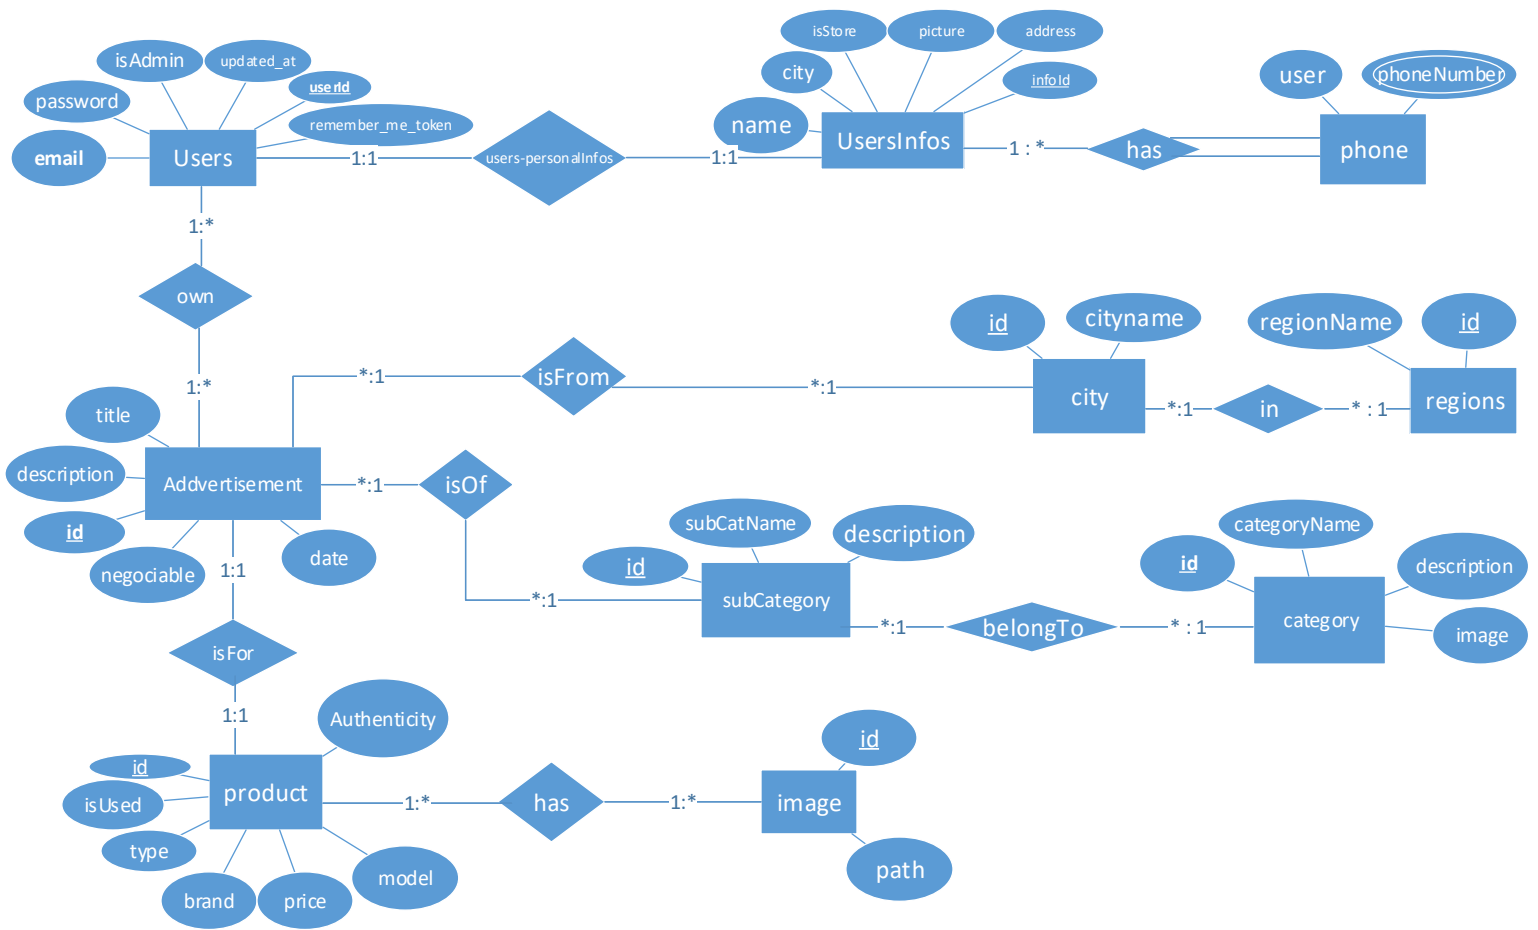 isStore
picture
address
isAdmin
updated_at
city
infoId
user
phoneNumber
password
userId
remember_me_token
name
UsersInfos
email
Users
1:1
users-personalInfos
1:1
1 : *
has
phone
1:*
own
id
cityname
regionName
id
1:*
*:1
isFrom
*:1
city
*:1
in
* : 1
regions
title
description
Addvertisement
*:1
isOf
id
negociable
date
1:1
subCatName
description
id
*:1
subCategory
*:1
belongTo
* : 1
categoryName
id
description
category
image
isFor
1:1
Authenticity
id
isUsed
product
type
brand
price
model
1:*
has
1:*
id
image
path